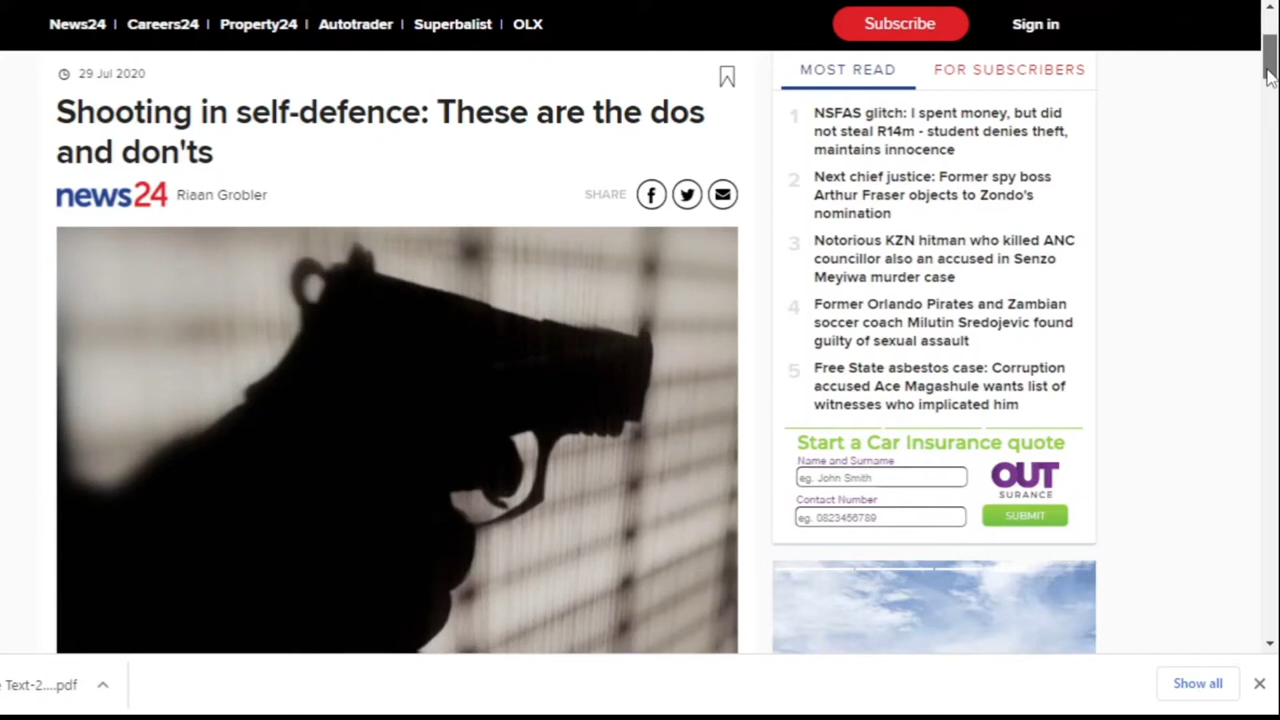 News24 | Careers24 | Property24 | Autotrader | Superbalist | OLX
Subscribe
Sign in
29 Jul 2020
Shooting in self-defence: These are the dos
and don'ts
news24 Riaan Grobler
SHARE
MOST READ
FOR SUBSCRIBERS
1 NSFAS glitch: I spent money, but did
not steal R14m - student denies theft,
maintains innocence
2 Next chief justice: Former spy boss
Arthur Fraser objects to Zondo's
nomination
3 Notorious KZN hitman who killed ANC
councillor also an accused in Senzo
Meyiwa murder case
4 Former Orlando Pirates and Zambian
soccer coach Milutin Sredojevic found
guilty of sexual assault
5 Free State asbestos case: Corruption
accused Ace Magashule wants list of
witnesses who implicated him
Start a Car Insurance quote
Name and Surname
eg. John Smith
Contact Number
eg. 0823456789
OUT
SURANCE
SUBMIT
Text-2....pdf
Show all